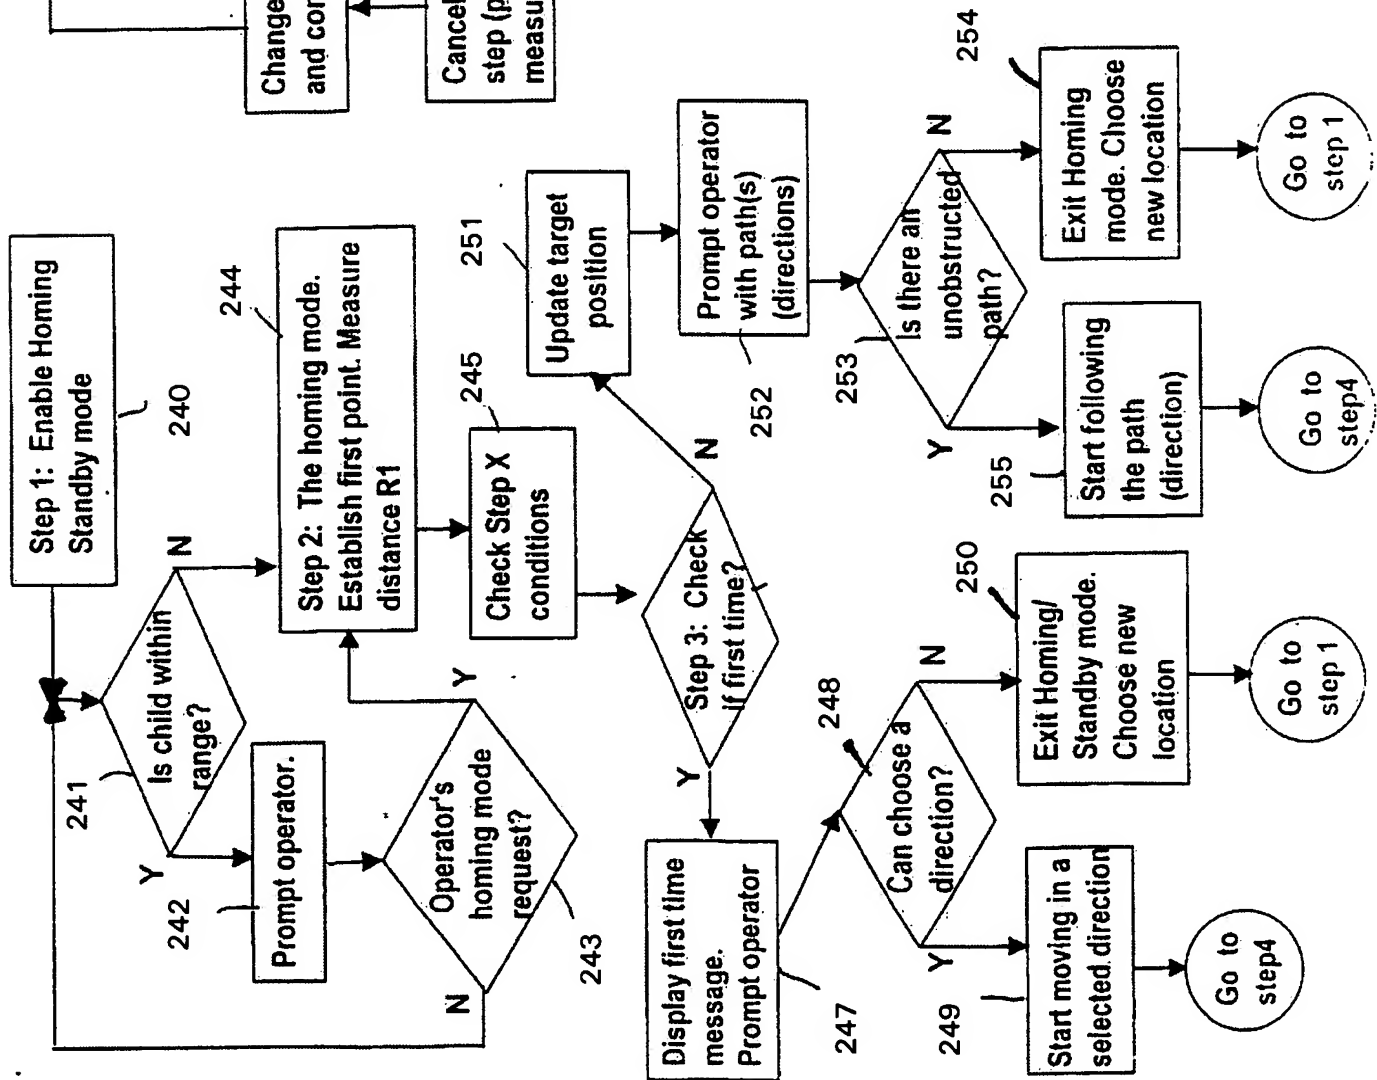 Step 1: Enable Homing
Standby mode
240
Is child within
range?
241
Y
N
242
Prompt operator.
Operator's
homing mode
request?
243
N
Y
244
Step 2: The homing mode.
Establish first point. Measure
distance R1
245
Check Step X
conditions
Step 3: Check
If first time?
Y
N
Display first time
message.
Prompt operator
247
248
Can choose a
direction?
Y
N
249
Start moving in a
selected direction
Go to
step4
250
Exit Homing/
Standby mode.
Choose new
location
Go to
step 1
251
Update target
position
252
Prompt operator
with path(s)
(directions)
253
Is there an
unobstructed
path?
Y
N
255
Start following
the path
(direction)
Go to
step4
254
Exit Homing
mode. Choose
new location
Go to
step 1
Change
and con
Cancel
step (p
measu